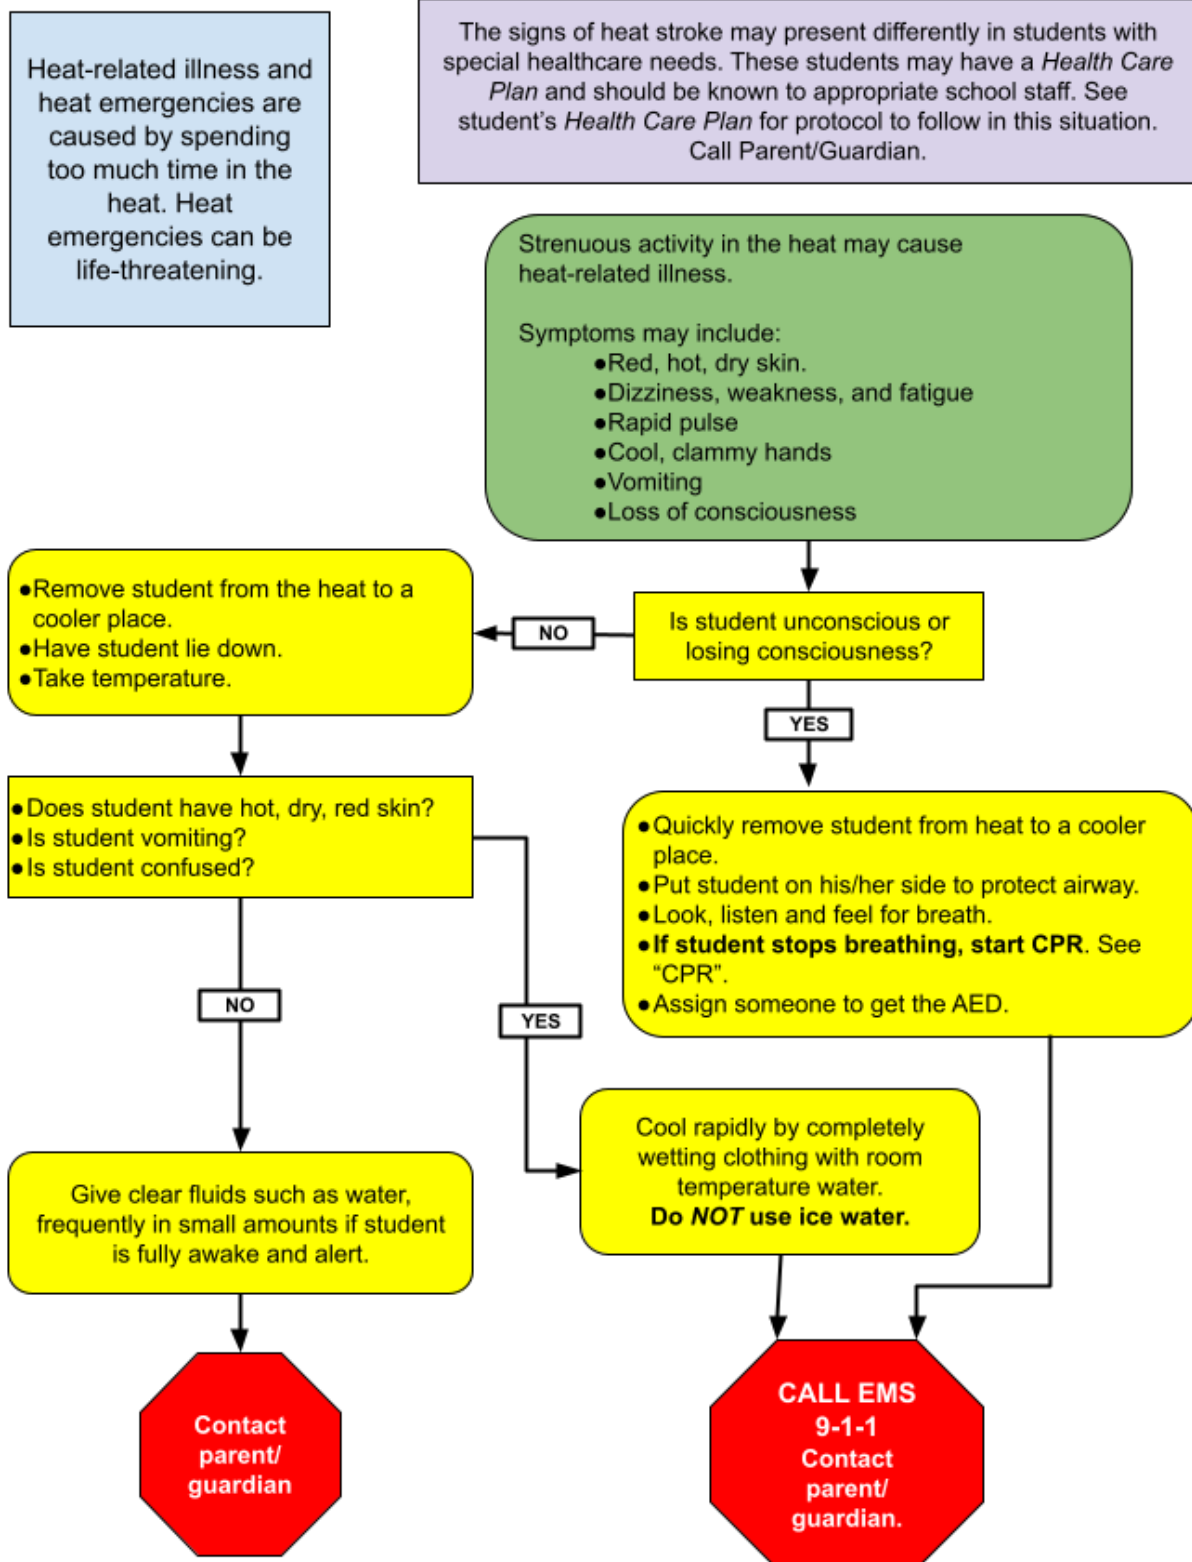 Heat-related illness and
heat emergencies are
caused by spending
too much time in the
heat. Heat
emergencies can be
life-threatening.
The signs of heat stroke may present differently in students with
special healthcare needs. These students may have a Health Care
Plan and should be known to appropriate school staff. See
student's Health Care Plan for protocol to follow in this situation.
Call Parent/Guardian.
Strenuous activity in the heat may cause
heat-related illness.
Symptoms may include:
●Red, hot, dry skin.
●Dizziness, weakness, and fatigue
●Rapid pulse
●Cool, clammy hands
●Vomiting
●Loss of consciousness
Is student unconscious or
losing consciousness?
NO
YES
●Remove student from the heat to a
cooler place.
●Have student lie down.
●Take temperature.
●Does student have hot, dry, red skin?
●Is student vomiting?
●Is student confused?
●Quickly remove student from heat to a cooler
place.
●Put student on his/her side to protect airway.
●Look, listen and feel for breath.
●If student stops breathing, start CPR. See
“CPR”.
●Assign someone to get the AED.
NO
YES
Cool rapidly by completely
wetting clothing with room
temperature water.
Do NOT use ice water.
Give clear fluids such as water,
frequently in small amounts if student
is fully awake and alert.
Contact
parent/
guardian
CALL EMS
9-1-1
Contact
parent/
guardian.